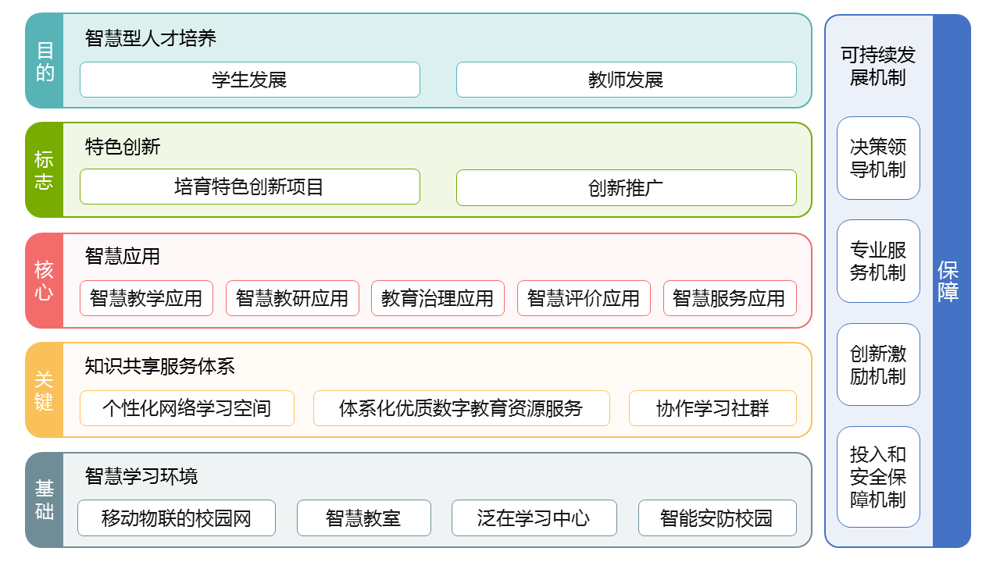 目的
智慧型人才培养
学生发展
教师发展
标志
特色创新
培育特色创新项目
创新推广
核心
智慧应用
智慧教学应用
智慧教研应用
教育治理应用
智慧评价应用
智慧服务应用
关键
知识共享服务体系
个性化网络学习空间
体系化优质数字教育资源服务
协作学习社群
基础
智慧学习环境
移动物联的校园网
智慧教室
泛在学习中心
智能安防校园
可持续发
展机制
决策领
导机制
专业服
务机制
创新激
励机制
投入和
安全保
障机制
保障